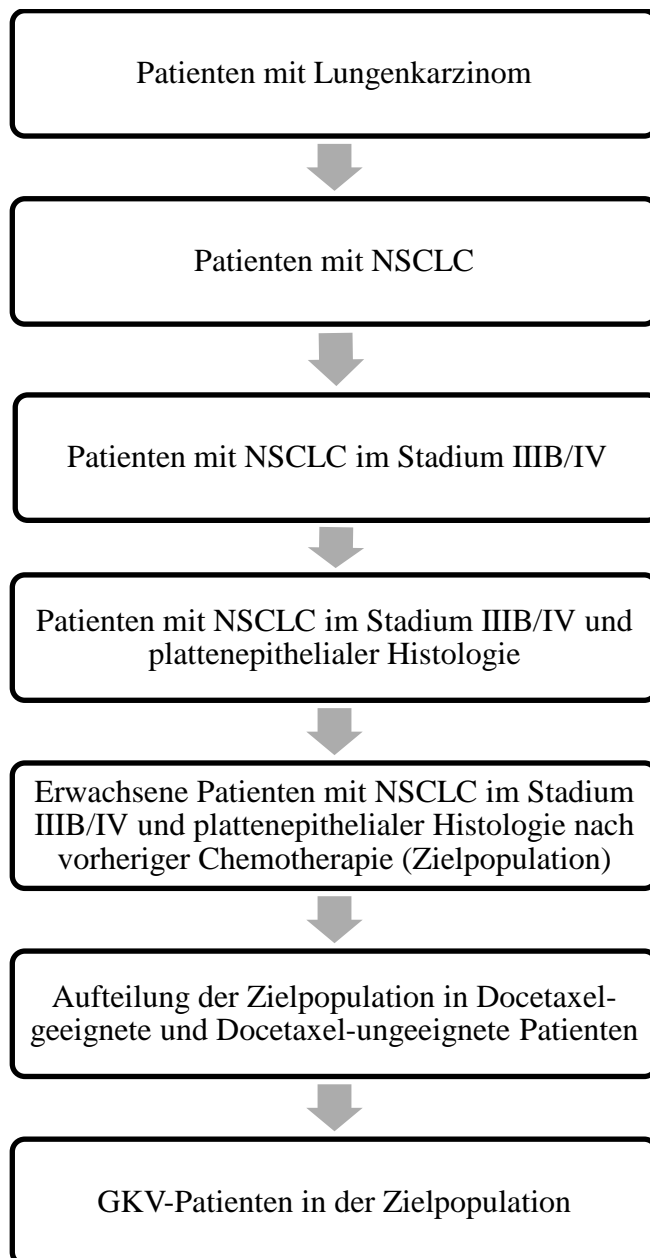 Patienten mit Lungenkarzinom
Patienten mit NSCLC
Patienten mit NSCLC im Stadium IIIB/IV
Patienten mit NSCLC im Stadium IIIB/IV und
plattenepithelialer Histologie
Erwachsene Patienten mit NSCLC im Stadium
IIIB/IV und plattenepithelialer Histologie nach
vorheriger Chemotherapie (Zielpopulation)
Aufteilung der Zielpopulation in Docetaxel-
geeignete und Docetaxel-ungeeignete Patienten
GKV-Patienten in der Zielpopulation